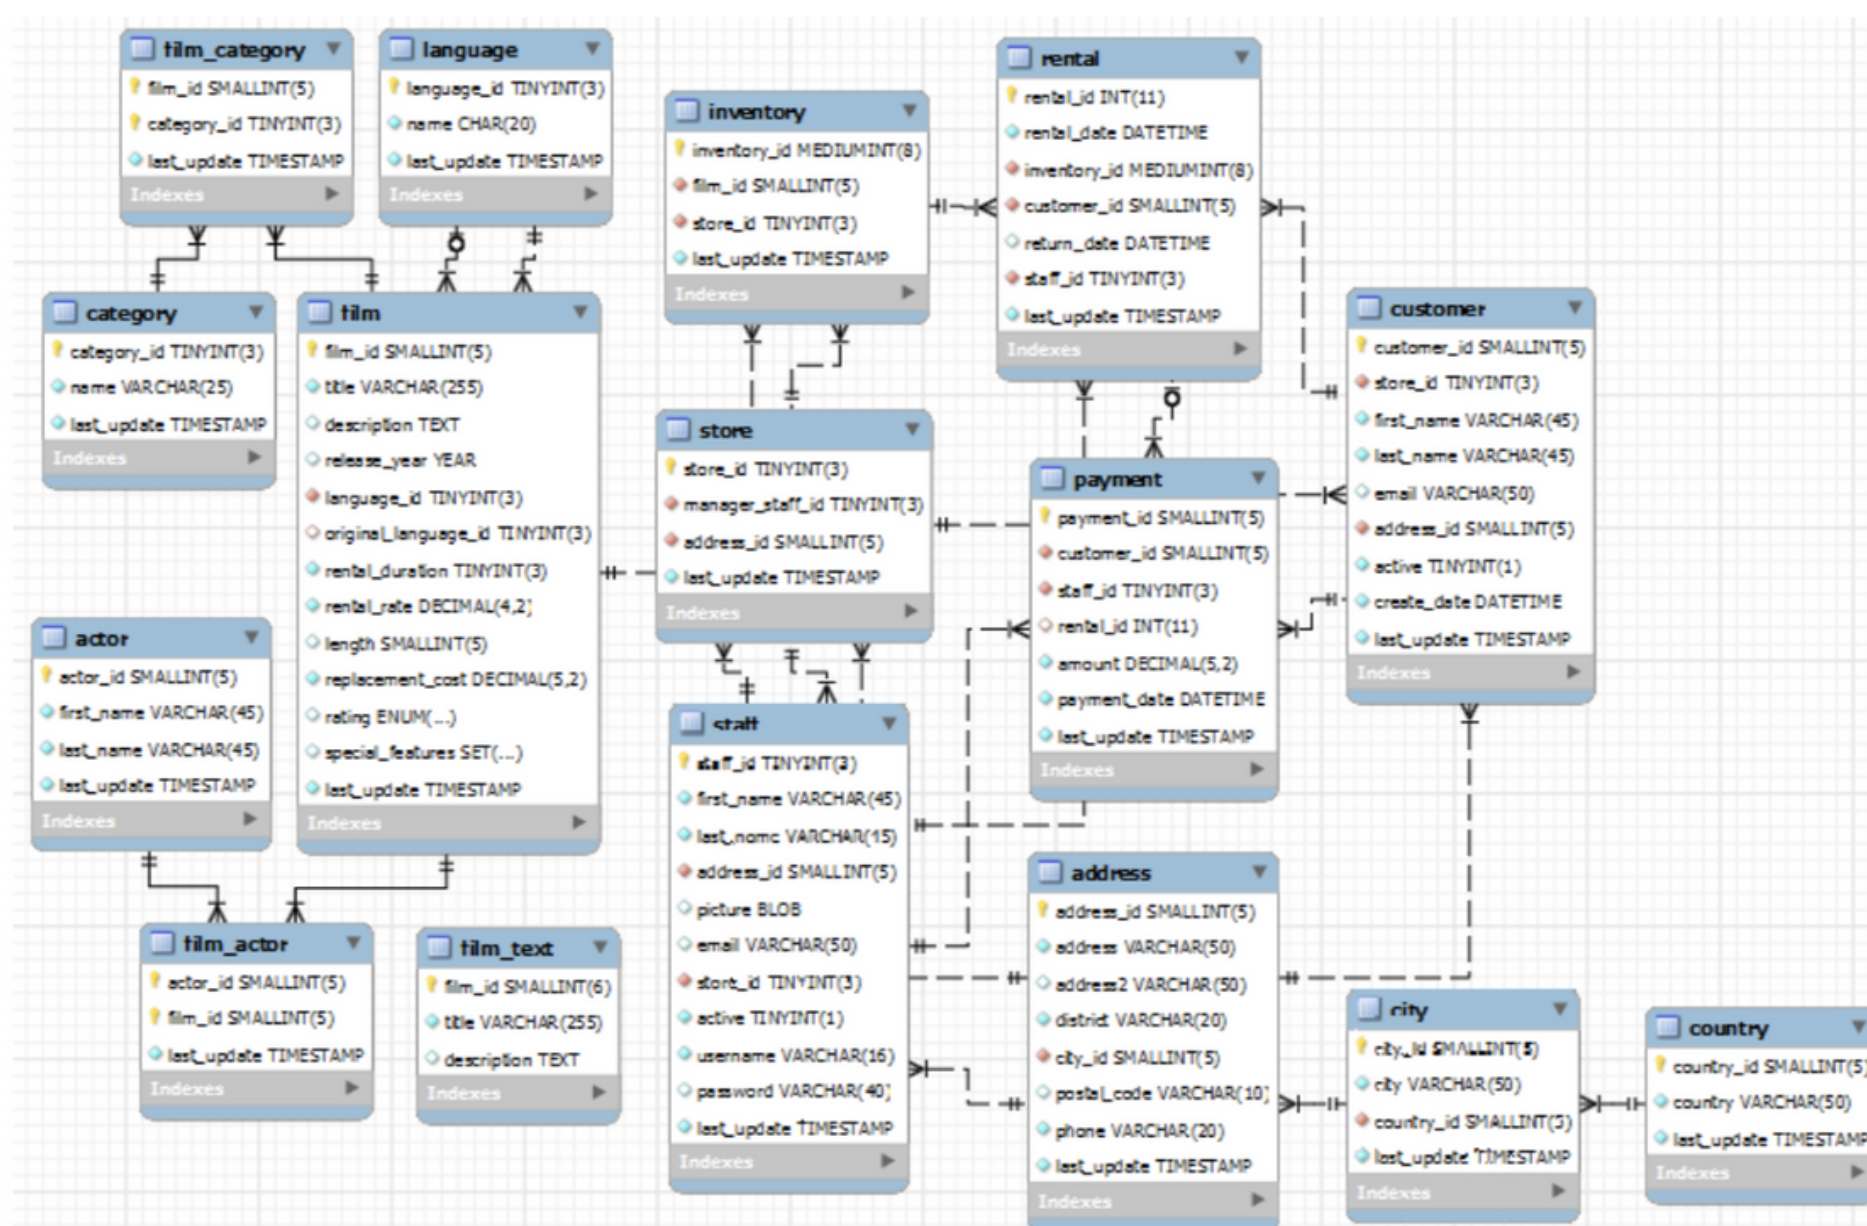 film_category
film_id SMALLINT(5)
category_id TINYINT(3)
last_update TIMESTAMP
Indexes
language
language_id TINYINT(3)
name CHAR(20)
last_update TIMESTAMP
Indexes
inventory
inventory_id MEDIUMINT(8)
film_id SMALLINT(5)
store_id TINYINT(3)
last_update TIMESTAMP
Indexes
rental
rental_id INT(11)
rental_date DATETIME
inventory_id MEDIUMINT(8)
customer_id SMALLINT(5)
return_date DATETIME
staff_id TINYINT(3)
last_update TIMESTAMP
Indexes
category
category_id TINYINT(3)
name VARCHAR(25)
last_update TIMESTAMP
Indexes
film
film_id SMALLINT(5)
title VARCHAR(255)
description TEXT
release_year YEAR
language_id TINYINT(3)
original_language_id TINYINT(3)
rental_duration TINYINT(3)
rental_rate DECIMAL(4,2)
length SMALLINT(5)
replacement_cost DECIMAL(5,2)
rating ENUM(...)
special_features SET(...)
last_update TIMESTAMP
Indexes
customer
customer_id SMALLINT(5)
store_id TINYINT(3)
first_name VARCHAR(45)
last_name VARCHAR(45)
email VARCHAR(50)
address_id SMALLINT(5)
active TINYINT(1)
create_date DATETIME
last_update TIMESTAMP
Indexes
store
store_id TINYINT(3)
manager_staff_id TINYINT(3)
address_id SMALLINT(5)
last_update TIMESTAMP
Indexes
payment
payment_id SMALLINT(5)
customer_id SMALLINT(5)
staff_id TINYINT(3)
rental_id INT(11)
amount DECIMAL(5,2)
payment_date DATETIME
last_update TIMESTAMP
Indexes
actor
actor_id SMALLINT(5)
first_name VARCHAR(45)
last_name VARCHAR(45)
last_update TIMESTAMP
Indexes
staff
staff_id TINYINT(3)
first_name VARCHAR(45)
last_name VARCHAR(45)
address_id SMALLINT(5)
picture BLOB
email VARCHAR(50)
store_id TINYINT(3)
active TINYINT(1)
username VARCHAR(16)
password VARCHAR(40)
last_update TIMESTAMP
Indexes
address
address_id SMALLINT(5)
address VARCHAR(50)
address2 VARCHAR(50)
district VARCHAR(20)
city_id SMALLINT(5)
postal_code VARCHAR(10)
phone VARCHAR(20)
last_update TIMESTAMP
Indexes
film_actor
actor_id SMALLINT(5)
film_id SMALLINT(5)
last_update TIMESTAMP
Indexes
film_text
film_id SMALLINT(6)
title VARCHAR(255)
description TEXT
Indexes
city
city_id SMALLINT(5)
city VARCHAR(50)
country_id SMALLINT(5)
last_update TIMESTAMP
Indexes
country
country_id SMALLINT(5)
country VARCHAR(50)
last_update TIMESTAMP
Indexes